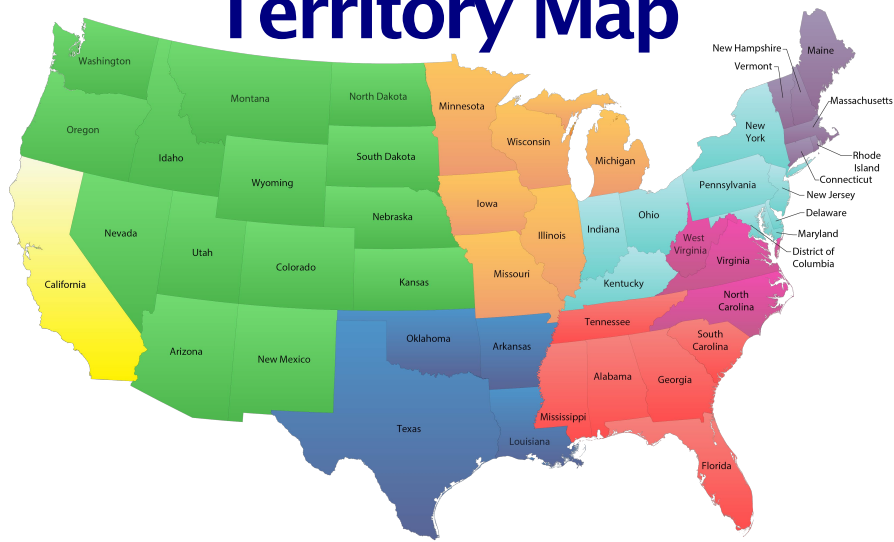 Territory Map
Washington
Oregon
Idaho
Montana
Wyoming
North Dakota
South Dakota
Nebraska
Kansas
Nevada
Utah
Colorado
California
Arizona
New Mexico
Minnesota
Wisconsin
Michigan
Iowa
Illinois
Missouri
Indiana
Ohio
Kentucky
Oklahoma
Arkansas
Texas
Louisiana
Tennessee
Mississippi
Alabama
Georgia
South
Carolina
Florida
West
Virginia
Virginia
North
Carolina
Pennsylvania
New
York
New Hampshire
Vermont
Maine
Massachusetts
Rhode
Island
Connecticut
New Jersey
Delaware
Maryland
District of
Columbia